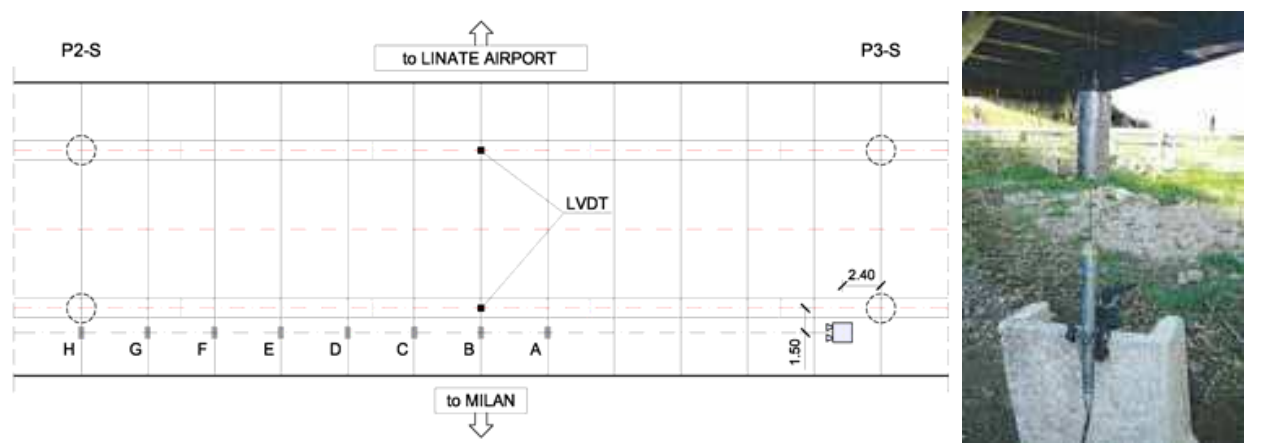 P2-S
to LINATE AIRPORT
P3-S
LVDT
2.40
1.50
H G F E D C B A
to MILAN